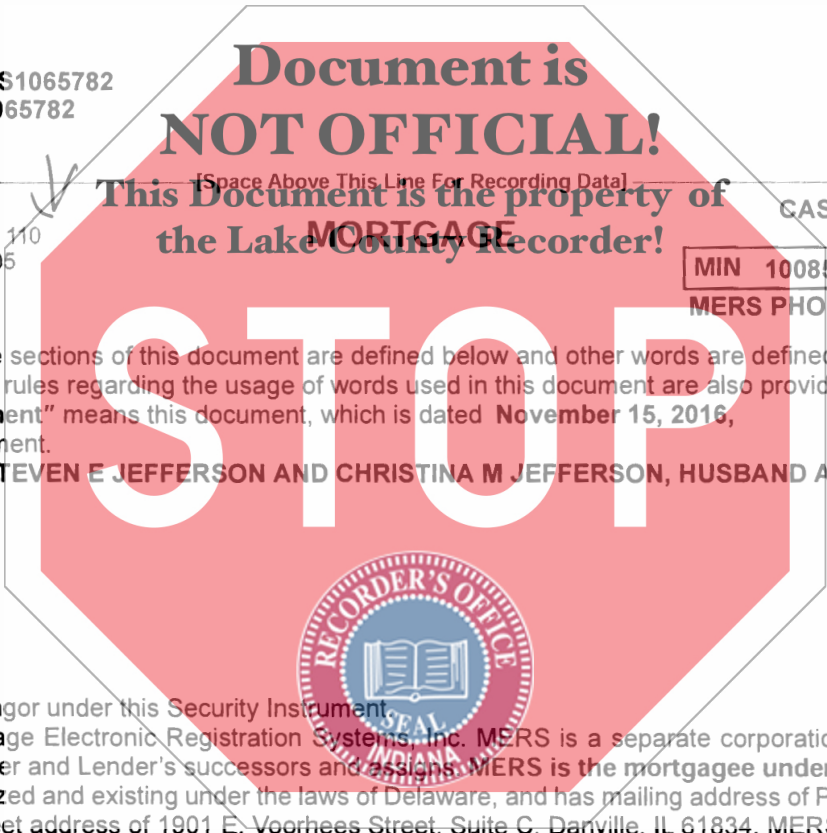 Document is
S1065782
065782
NOT OFFICIAL!
[Space Above This Line For Recording Data]
This Document is the property of
CAS
110
MORTGAGE
the Lake County Recorder!
5
MIN 1008
MERS PHO
STOP
sections of this document are defined below and other words are defined
rules regarding the usage of words used in this document are also provid
ent” means this document, which is dated November 15, 2016,
ment.
TEVEN E JEFFERSON AND CHRISTINA M JEFFERSON, HUSBAND A
RECORDER'S OFFICE
SEAL
INDIANA
gor under this Security Instrument.
age Electronic Registration Systems, Inc. MERS is a separate corporatio
er and Lender's successors and assigns. MERS is the mortgagee under
zed and existing under the laws of Delaware, and has mailing address of P
et address of 1901 E. Voorhees Street, Suite C, Danville, IL 61834. MERS